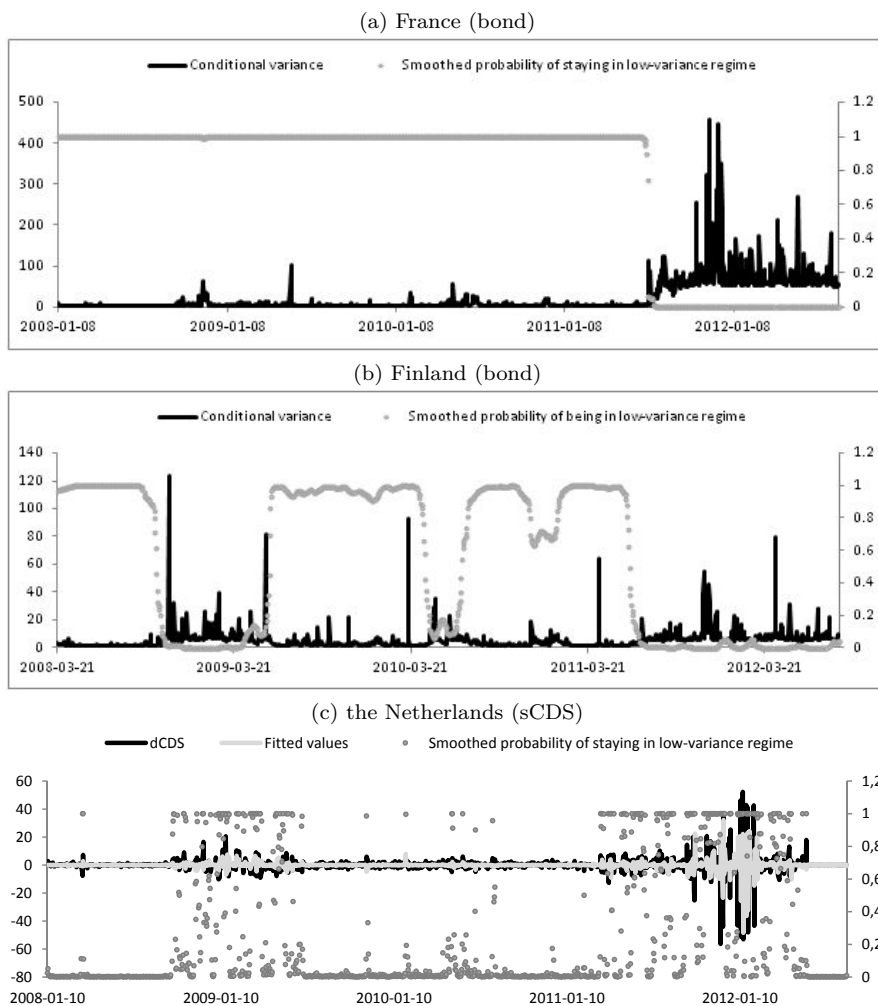 (a) France (bond)
Conditional variance Smoothed probability of staying in low-variance regime
500 1.2
400 1
300 0.8
0.6
200 0.4
100 0.2
0 0
2008-01-08 2009-01-08 2010-01-08 2011-01-08 2012-01-08
(b) Finland (bond)
Conditional variance Smoothed probability of being in low-variance regime
140 1.2
120 1
100 0.8
80
60 0.6
40 0.4
20 0.2
0 0
2008-03-21 2009-03-21 2010-03-21 2011-03-21 2012-03-21
(c) the Netherlands (sCDS)
dCDS Fitted values Smoothed probability of staying in low-variance regime
60 1,2
40 1
20 0,8
0
-20 0,6
-40 0,4
-60 0,2
-80 0
2008-01-10 2009-01-10 2010-01-10 2011-01-10 2012-01-10